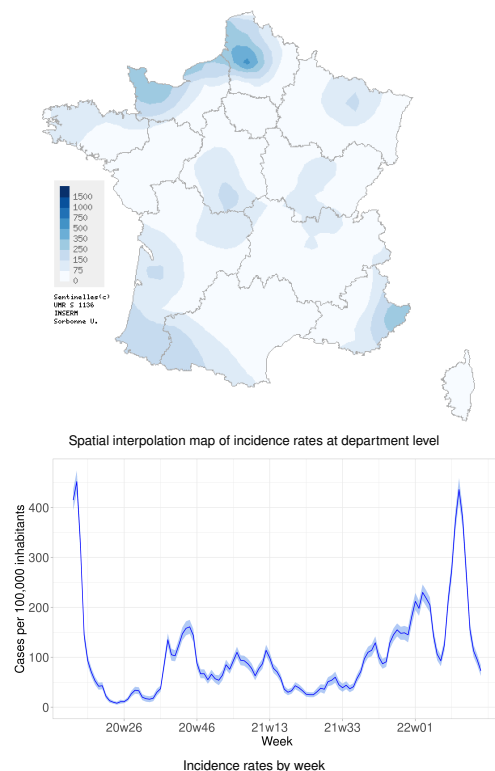 1500
1000
750
500
350
250
150
75
0
Sentinelles(c)
UMR S 1136
INSERM
Sorbonne U.
Spatial interpolation map of incidence rates at department level
Cases per 100,000 inhabitants
400
300
200
100
0
20w26 20w46 21w13 21w33 22w01
Week
Incidence rates by week